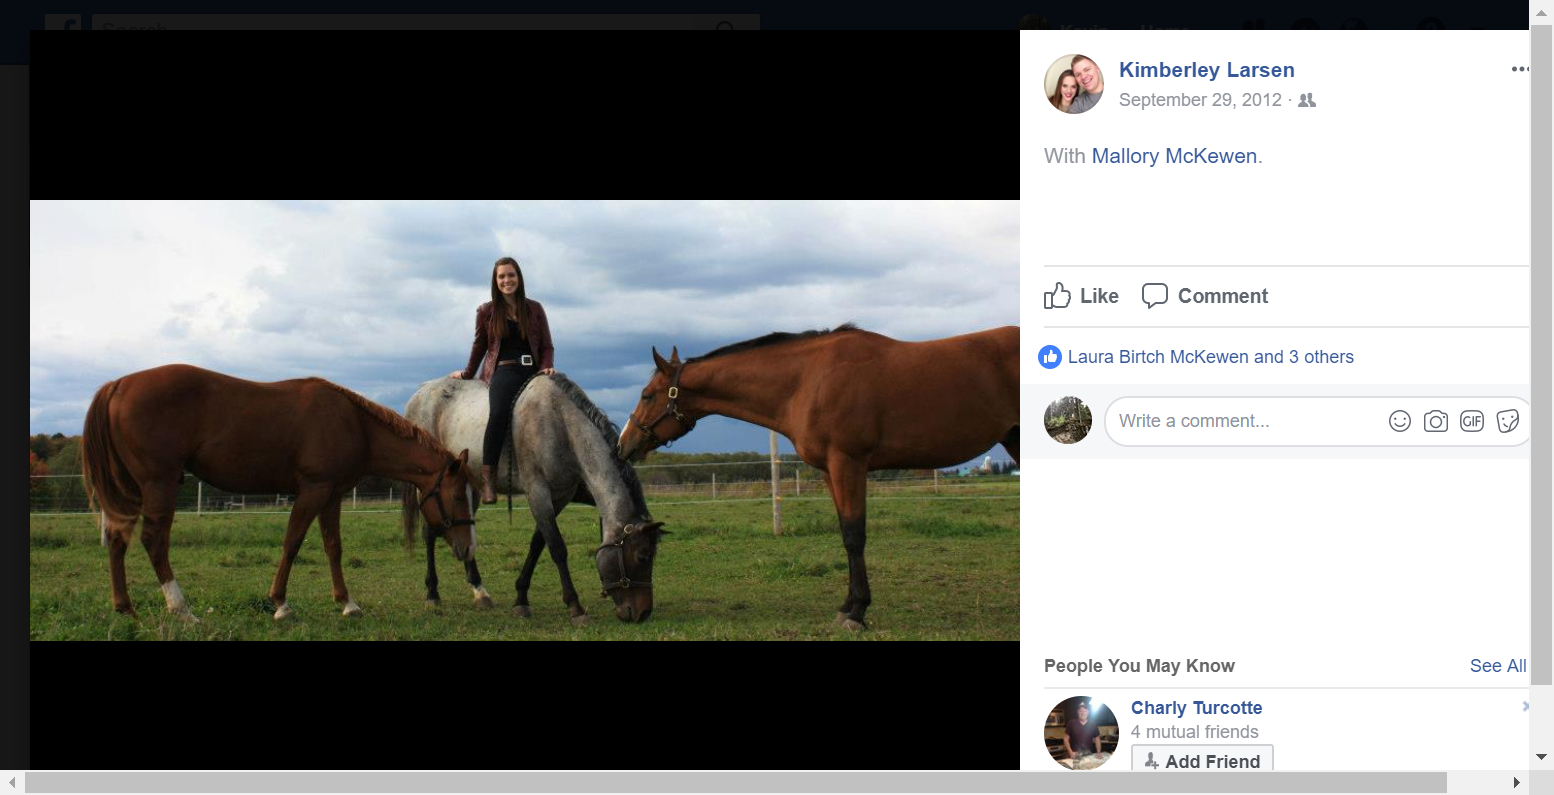 Search
Kimberley Larsen
September 29, 2012 ·
With Mallory McKewen.
Like Comment
Laura Birtch McKewen and 3 others
Write a comment...
GIF
People You May Know
See All
Charly Turcotte
4 mutual friends
Add Friend